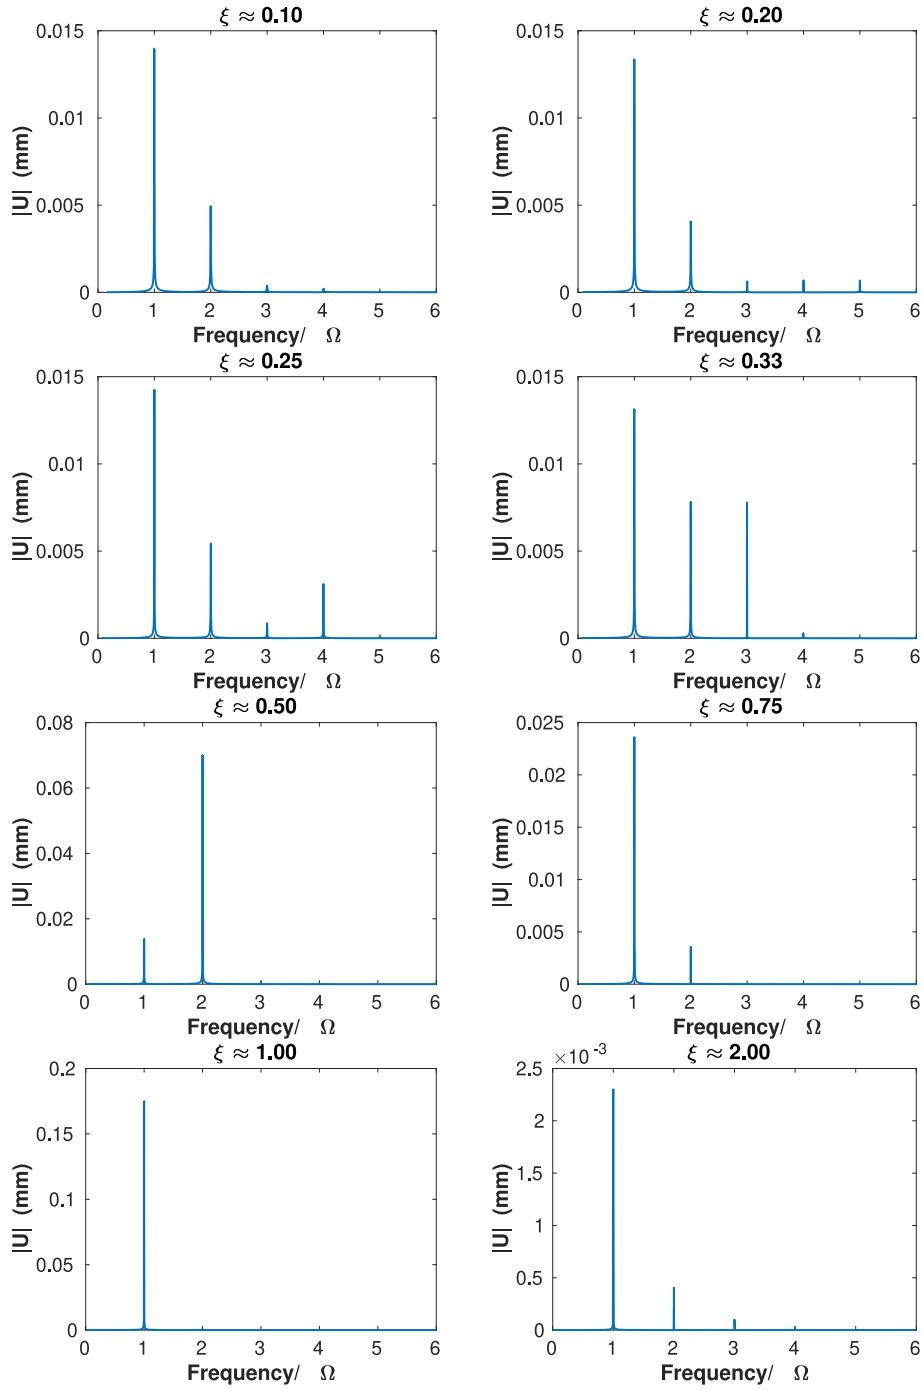 ξ ≈ 0.10
0.015
0.01
0.005
0
|U| (mm)
0 1 2 3 4 5 6
Frequency/ Ω
ξ ≈ 0.20
0.015
0.01
0.005
0
|U| (mm)
0 1 2 3 4 5 6
Frequency/ Ω
ξ ≈ 0.25
0.015
0.01
0.005
0
|U| (mm)
0 1 2 3 4 5 6
Frequency/ Ω
ξ ≈ 0.33
0.015
0.01
0.005
0
|U| (mm)
0 1 2 3 4 5 6
Frequency/ Ω
ξ ≈ 0.50
0.08
0.06
0.04
0.02
0
|U| (mm)
0 1 2 3 4 5 6
Frequency/ Ω
ξ ≈ 0.75
0.025
0.02
0.015
0.01
0.005
0
|U| (mm)
0 1 2 3 4 5 6
Frequency/ Ω
ξ ≈ 1.00
0.2
0.15
0.1
0.05
0
|U| (mm)
0 1 2 3 4 5 6
Frequency/ Ω
×10⁻³ ξ ≈ 2.00
2.5
2
1.5
1
0.5
0
|U| (mm)
0 1 2 3 4 5 6
Frequency/ Ω